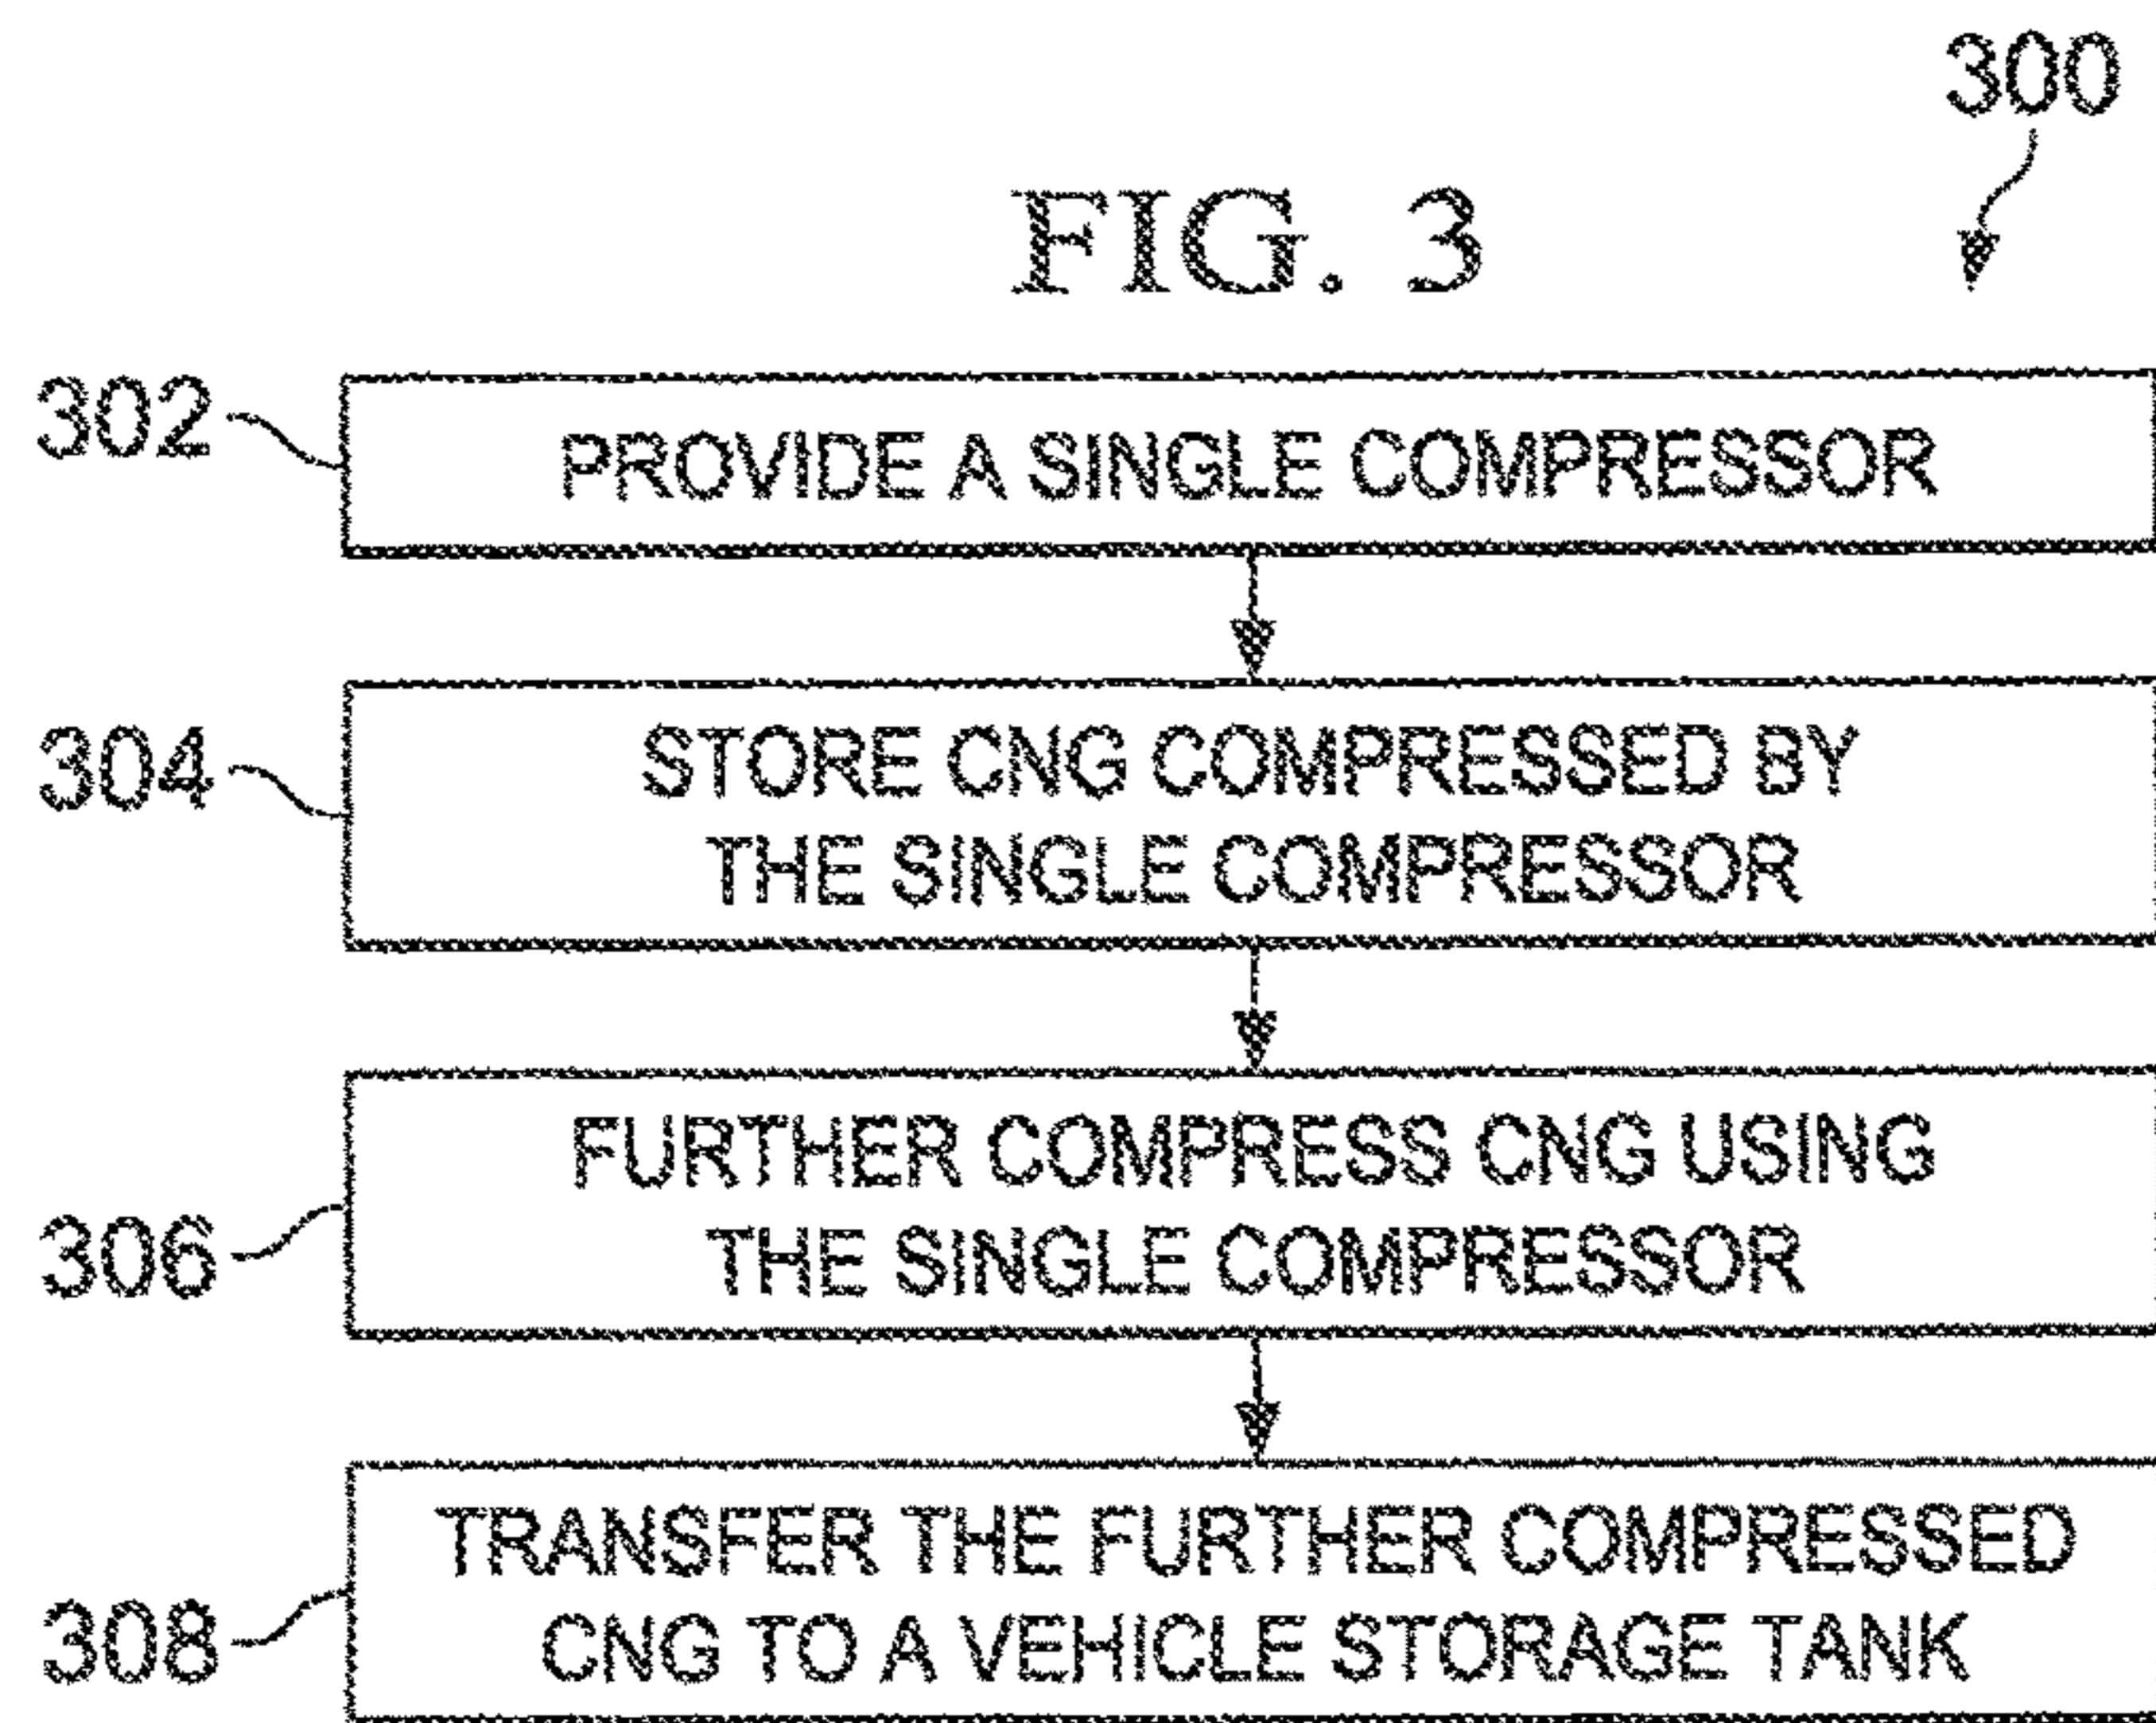 300
FIG. 3
302
PROVIDE A SINGLE COMPRESSOR
304
STORE CNG COMPRESSED BY
THE SINGLE COMPRESSOR
306
FURTHER COMPRESS CNG USING
THE SINGLE COMPRESSOR
308
TRANSFER THE FURTHER COMPRESSED
CNG TO A VEHICLE STORAGE TANK